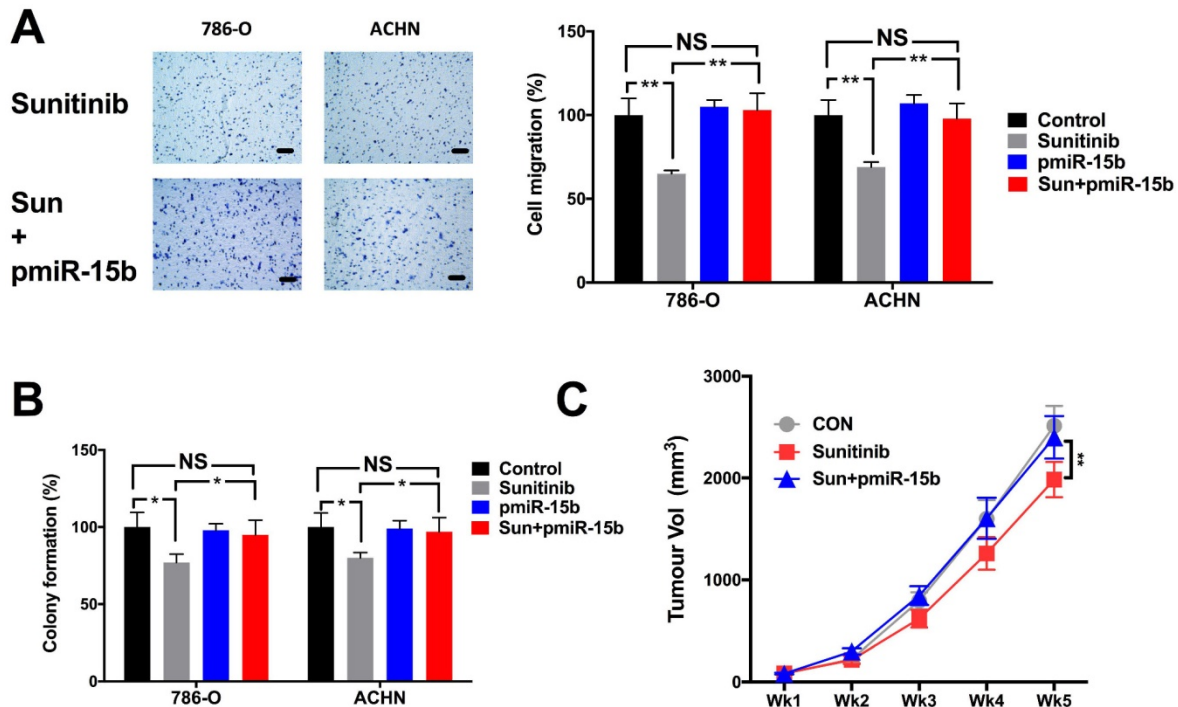 A
786-O
ACHN
Sunitinib
Sun
+
pmiR-15b
150
100
50
0
Cell migration (%)
NS
**
**
NS
**
**
786-O
ACHN
Control
Sunitinib
pmiR-15b
Sun+pmiR-15b
B
150
100
50
0
Colony formation (%)
NS
*
*
NS
*
*
786-O
ACHN
Control
Sunitinib
pmiR-15b
Sun+pmiR-15b
C
3000
2000
1000
0
Tumour Vol (mm³)
CON
Sunitinib
Sun+pmiR-15b
**
Wk1
Wk2
Wk3
Wk4
Wk5